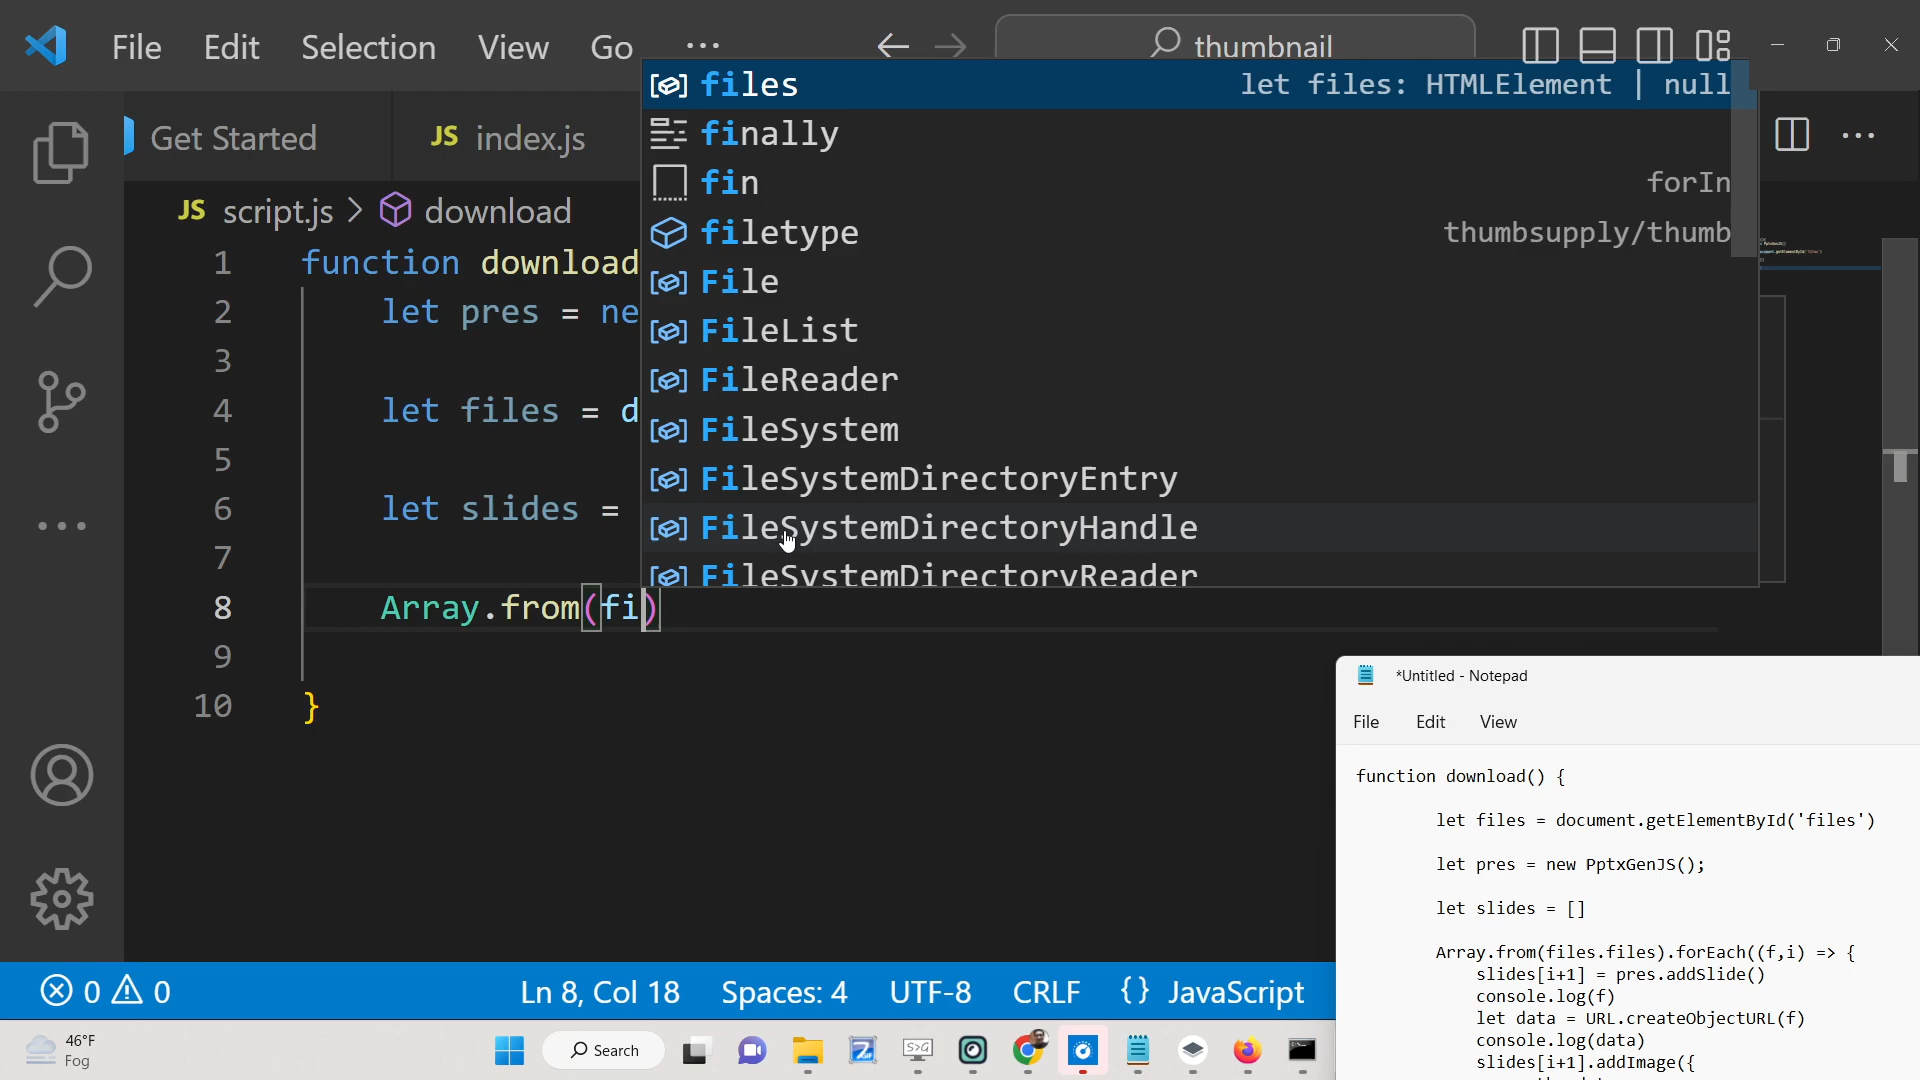 File Edit Selection View Go ... thumbnail
Get Started JS index.js
JS script.js > download
files let files: HTMLElement | null
finally
fin forIn
filetype thumbsupply/thumb
File
FileList
FileReader
FileSystem
FileSystemDirectoryEntry
FileSystemDirectoryHandle
FileSystemDirectoryReader
1 function download
2 let pres = ne
3
4 let files = d
5
6 let slides =
7
8 Array.from(fi)
9
10 }
*Untitled - Notepad
File Edit View
function download() {
let files = document.getElementById('files')
let pres = new PptxGenJS();
let slides = []
Array.from(files.files).forEach((f,i) => {
slides[i+1] = pres.addSlide()
console.log(f)
let data = URL.createObjectURL(f)
console.log(data)
slides[i+1].addImage({
0 0 Ln 8, Col 18 Spaces: 4 UTF-8 CRLF {} JavaScript
46°F
Fog
Search